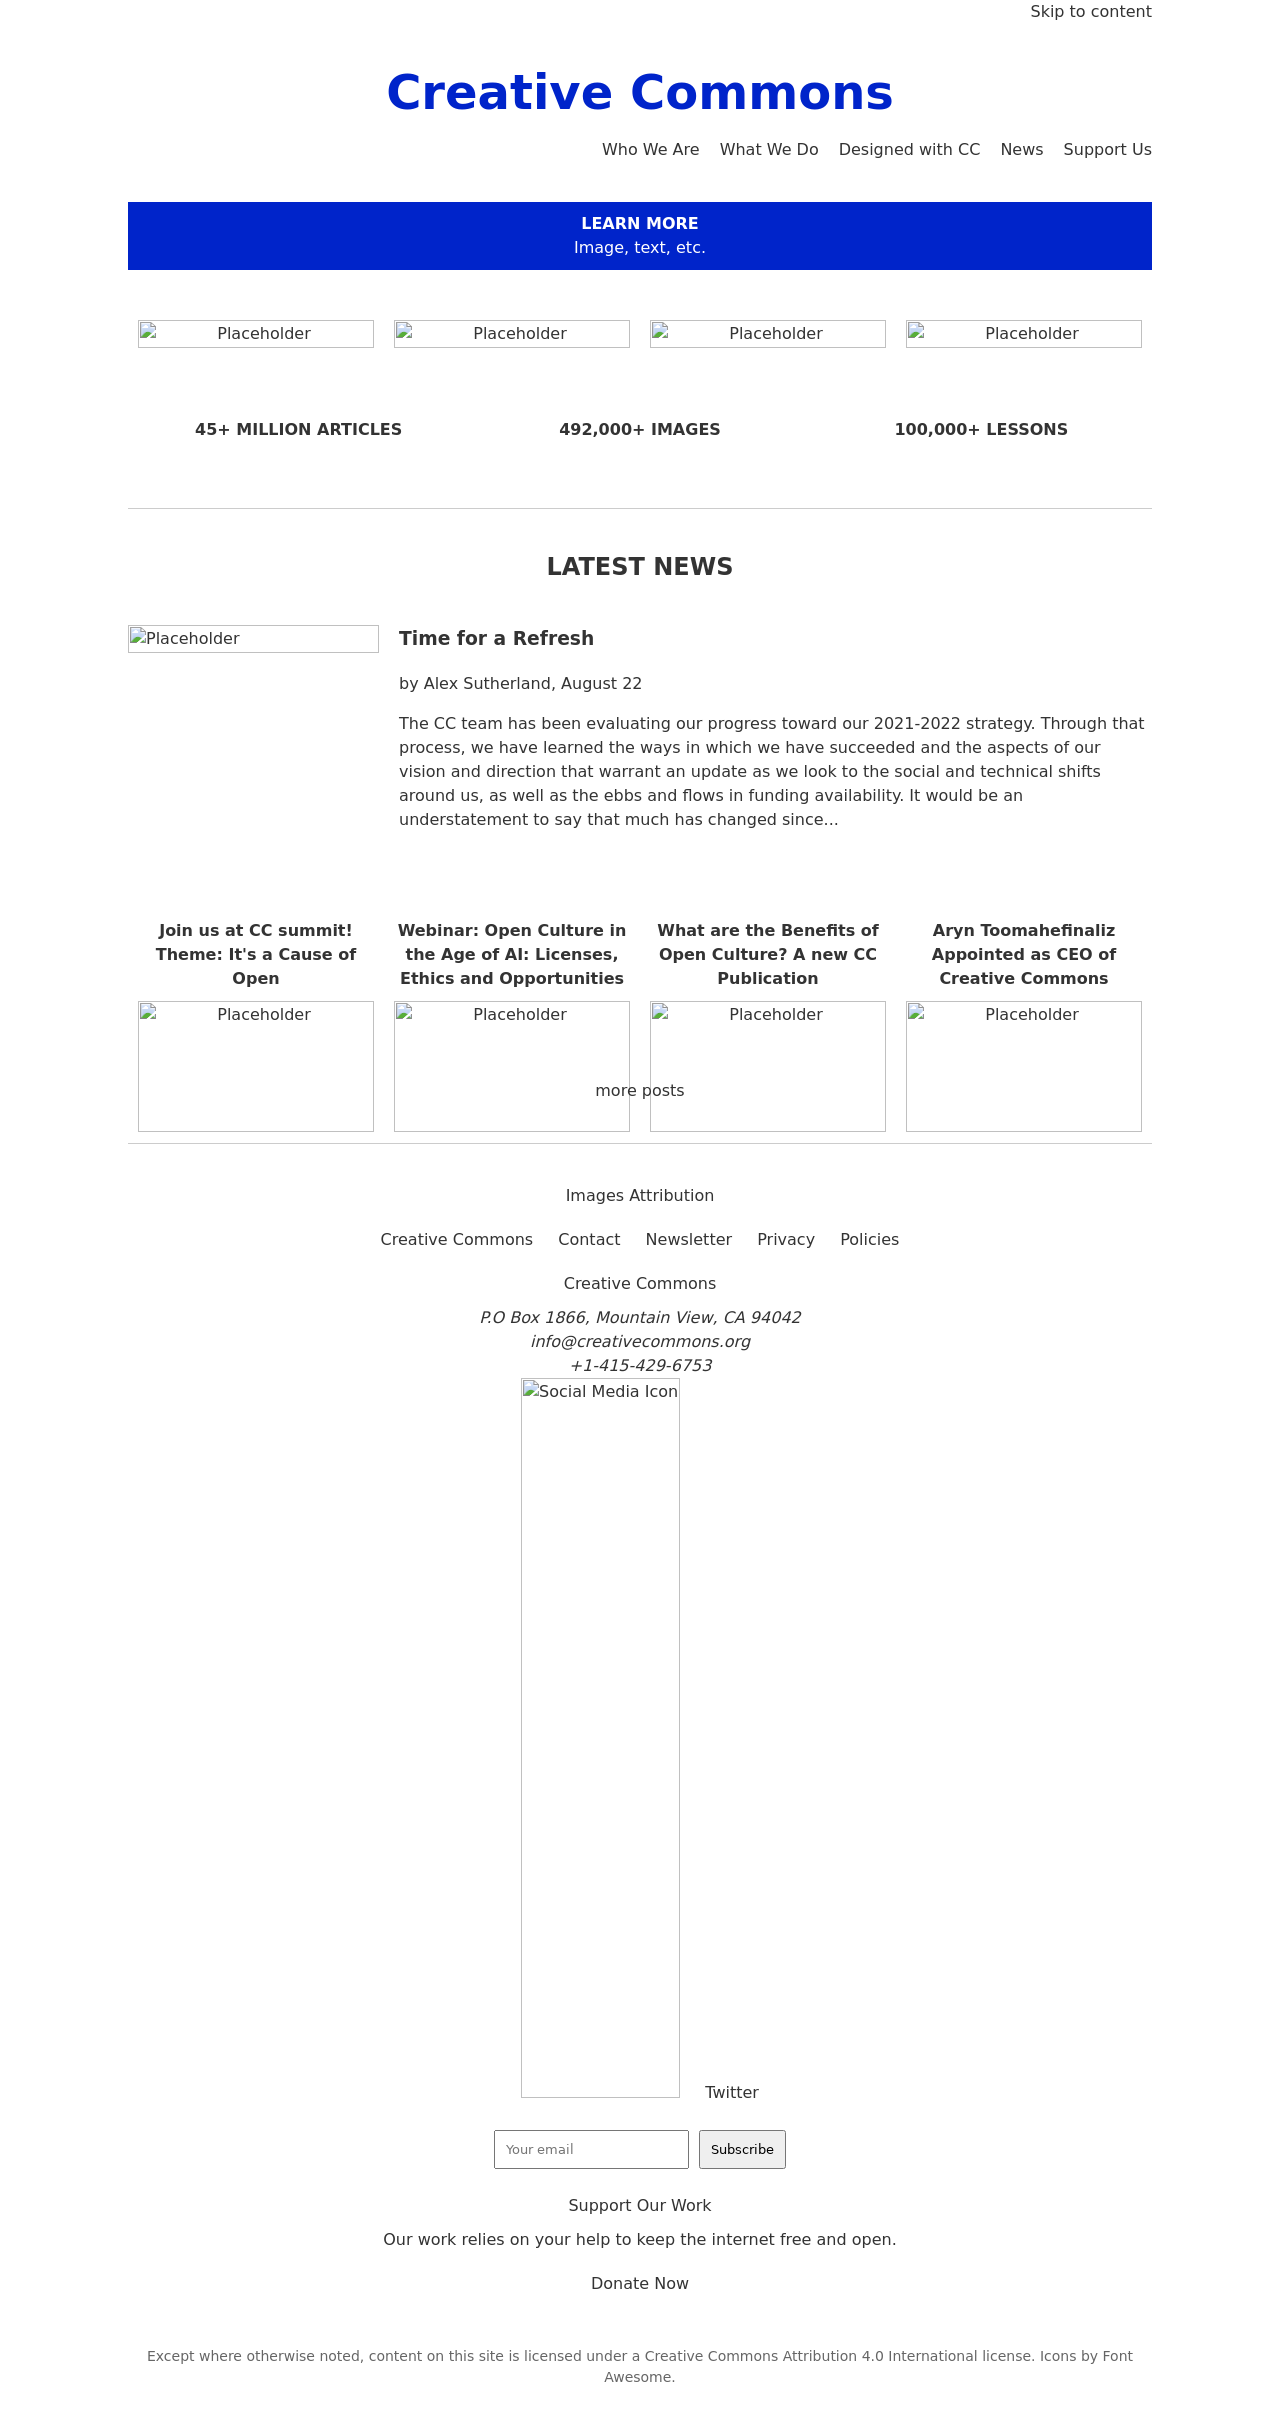 Skip to content
Creative Commons
Who We Are What We Do Designed with CC News Support Us
LEARN MORE
Image, text, etc.
Placeholder Placeholder Placeholder Placeholder
45+ MILLION ARTICLES 492,000+ IMAGES 100,000+ LESSONS
LATEST NEWS
Placeholder
Time for a Refresh
by Alex Sutherland, August 22
The CC team has been evaluating our progress toward our 2021-2022 strategy. Through that
process, we have learned the ways in which we have succeeded and the aspects of our
vision and direction that warrant an update as we look to the social and technical shifts
around us, as well as the ebbs and flows in funding availability. It would be an
understatement to say that much has changed since...
Join us at CC summit!
Theme: It's a Cause of
Open
Webinar: Open Culture in
the Age of AI: Licenses,
Ethics and Opportunities
What are the Benefits of
Open Culture? A new CC
Publication
Aryn Toomahefinaliz
Appointed as CEO of
Creative Commons
Placeholder Placeholder Placeholder Placeholder
more posts
Images Attribution
Creative Commons Contact Newsletter Privacy Policies
Creative Commons
P.O Box 1866, Mountain View, CA 94042
info@creativecommons.org
+1-415-429-6753
Social Media Icon
Twitter
Your email Subscribe
Support Our Work
Our work relies on your help to keep the internet free and open.
Donate Now
Except where otherwise noted, content on this site is licensed under a Creative Commons Attribution 4.0 International license. Icons by Font
Awesome.